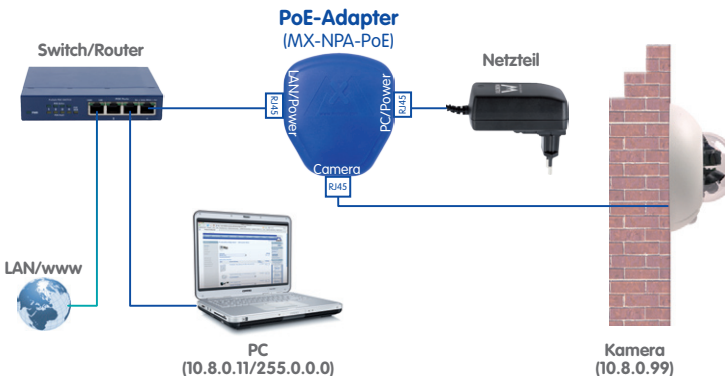 PoE-Adapter
(MX-NPA-PoE)
Switch/Router
Netzteil
LAN/Power
RJ45
PC/Power
RJ45
Camera
RJ45
LAN/www
PC
(10.8.0.11/255.0.0.0)
Kamera
(10.8.0.99)